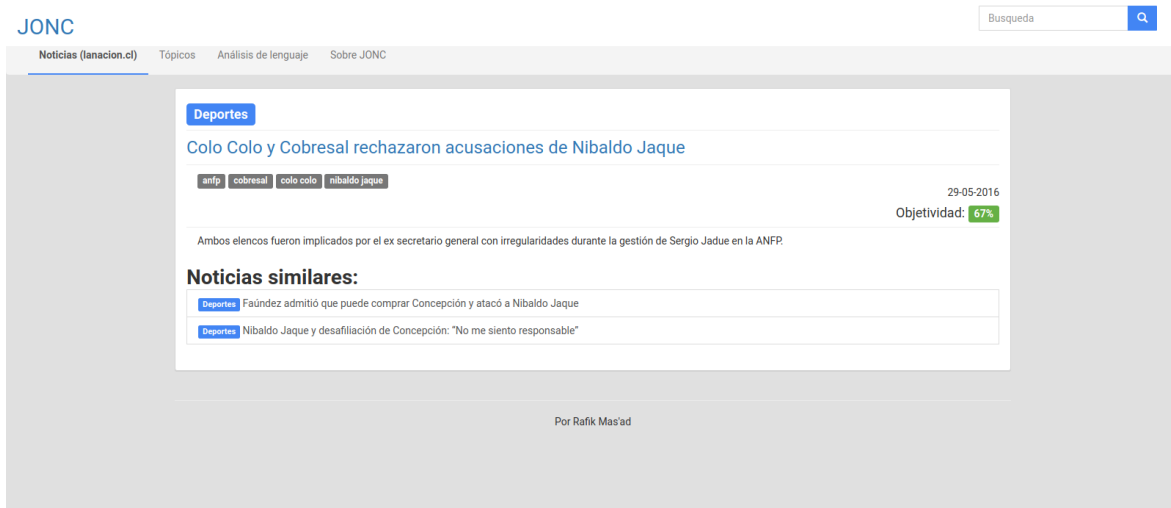 JONC
Busqueda
Noticias (lanacion.cl) Tópicos Análisis de lenguaje Sobre JONC
Deportes
Colo Colo y Cobresal rechazaron acusaciones de Nibaldo Jaque
anfp cobresal colo colo nibaldo jaque
29-05-2016
Objetividad: 67%
Ambos elencos fueron implicados por el ex secretario general con irregularidades durante la gestión de Sergio Jadue en la ANFP.
Noticias similares:
Deportes Faúndez admitió que puede comprar Concepción y atacó a Nibaldo Jaque
Deportes Nibaldo Jaque y desafiliación de Concepción: “No me siento responsable”
Por Rafik Mas'ad